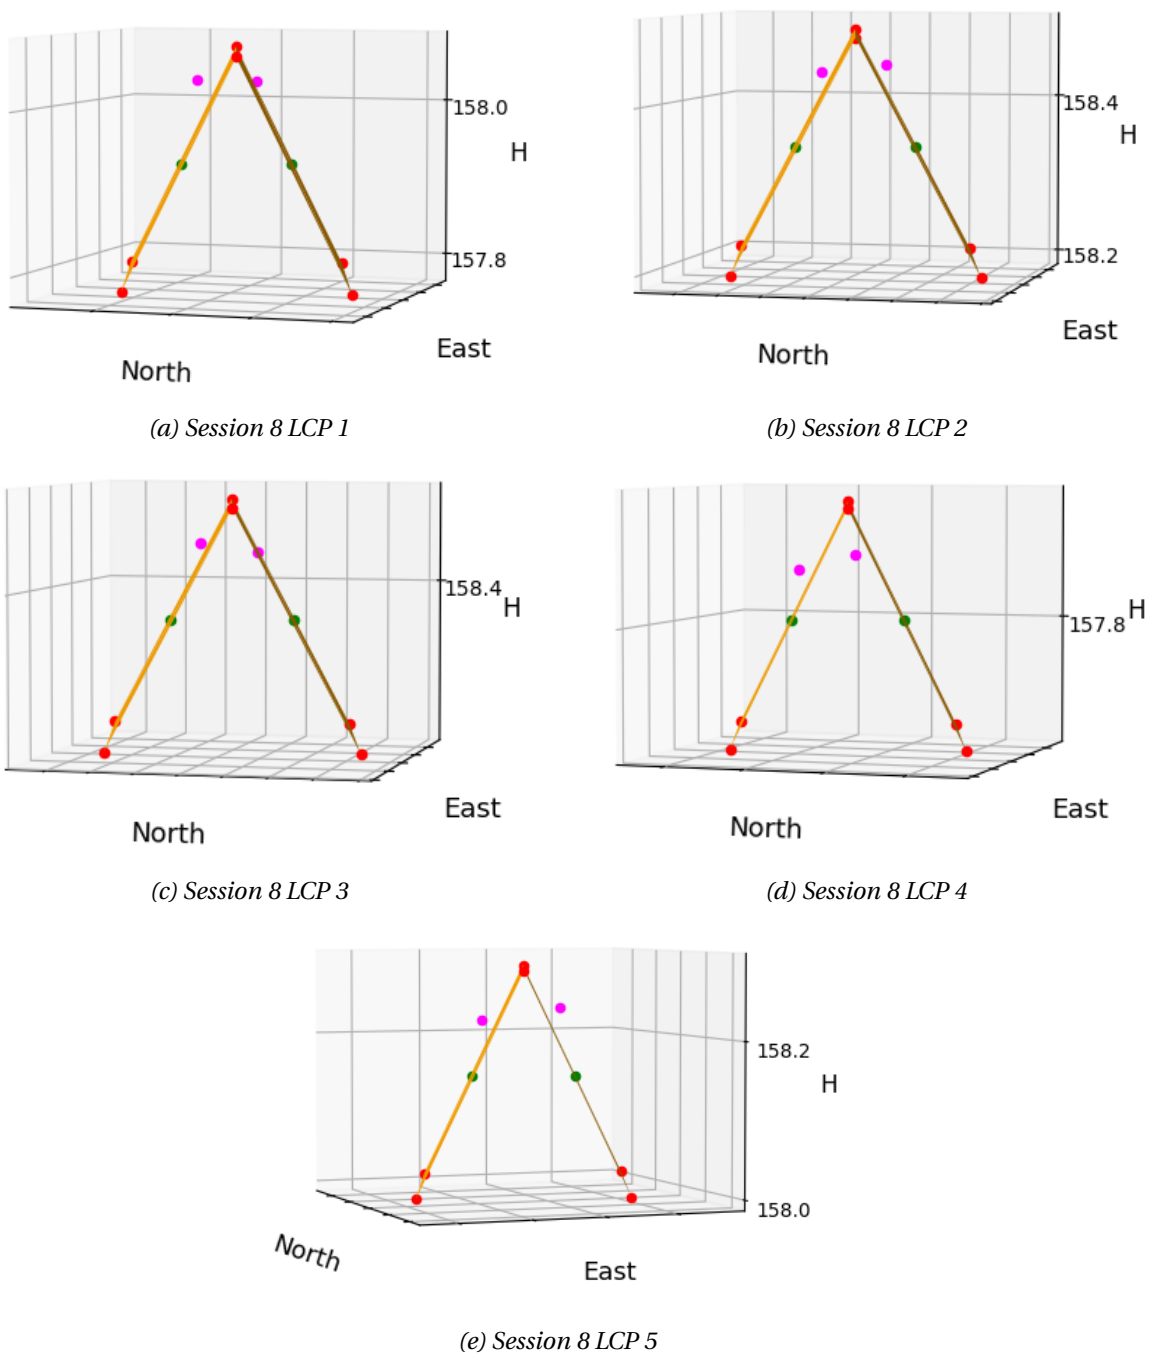 158.0
H
157.8
East
North
(a) Session 8 LCP 1
158.4
H
158.2
East
North
(b) Session 8 LCP 2
158.4
H
East
North
(c) Session 8 LCP 3
157.8
H
East
North
(d) Session 8 LCP 4
158.2
H
158.0
North
East
(e) Session 8 LCP 5